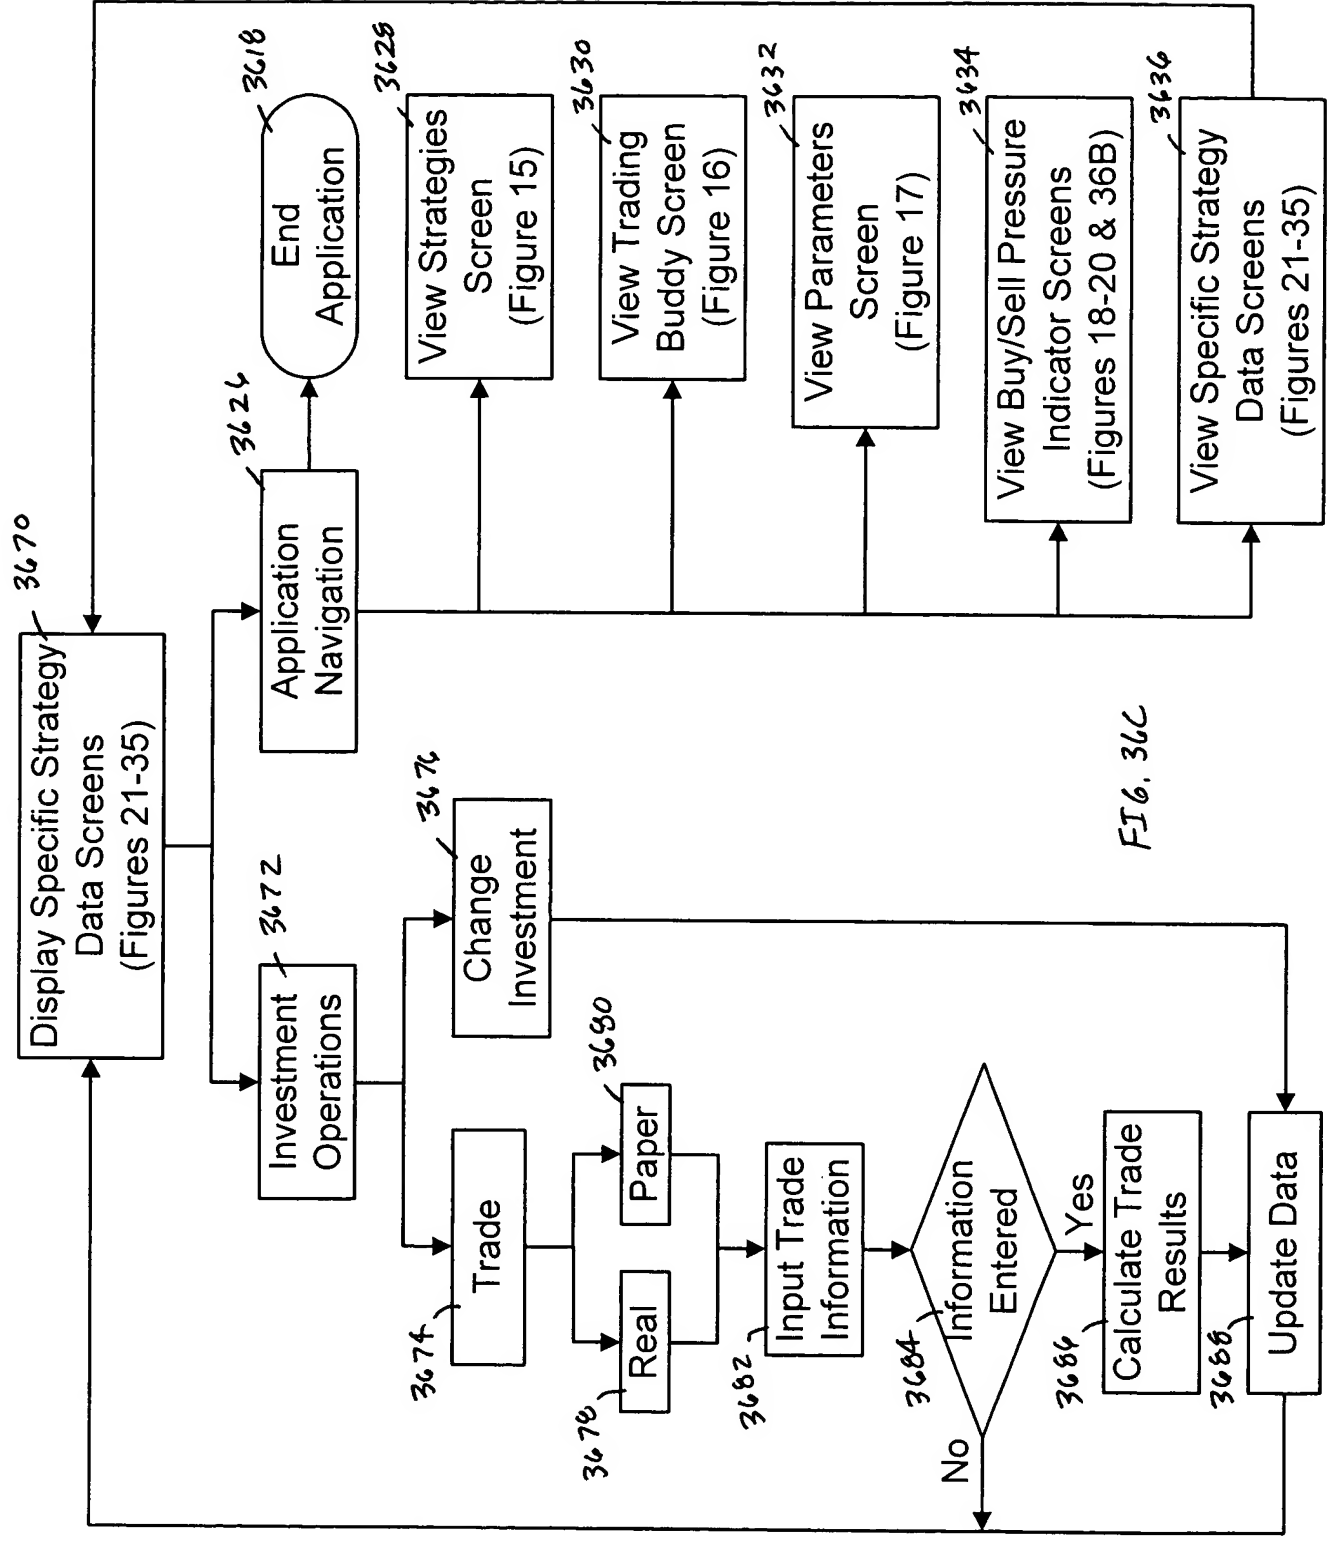 Display Specific Strategy
Data Screens
(Figures 21-35)
3670
Investment
Operations
3672
Application
Navigation
3626
End
Application
3618
Trade
3674
Change
Investment
3676
View Strategies
Screen
(Figure 15)
3628
Real
3678
Paper
3680
View Trading
Buddy Screen
(Figure 16)
3630
Input Trade
Information
3682
View Parameters
Screen
(Figure 17)
3632
Information
Entered
3684
No
Yes
View Buy/Sell Pressure
Indicator Screens
(Figures 18-20 & 36B)
3634
Calculate Trade
Results
3686
Update Data
3688
View Specific Strategy
Data Screens
(Figures 21-35)
3636
FIG. 36C